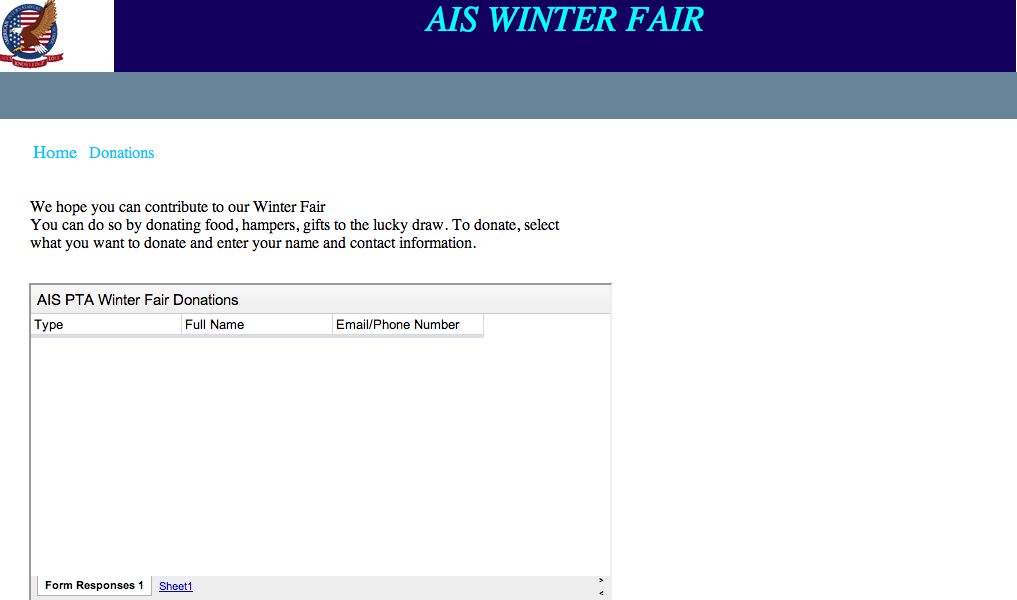 AIS WINTER FAIR
Home Donations
We hope you can contribute to our Winter Fair
You can do so by donating food, hampers, gifts to the lucky draw. To donate, select
what you want to donate and enter your name and contact information.
AIS PTA Winter Fair Donations
Type Full Name Email/Phone Number
Form Responses 1 Sheet1 >
<